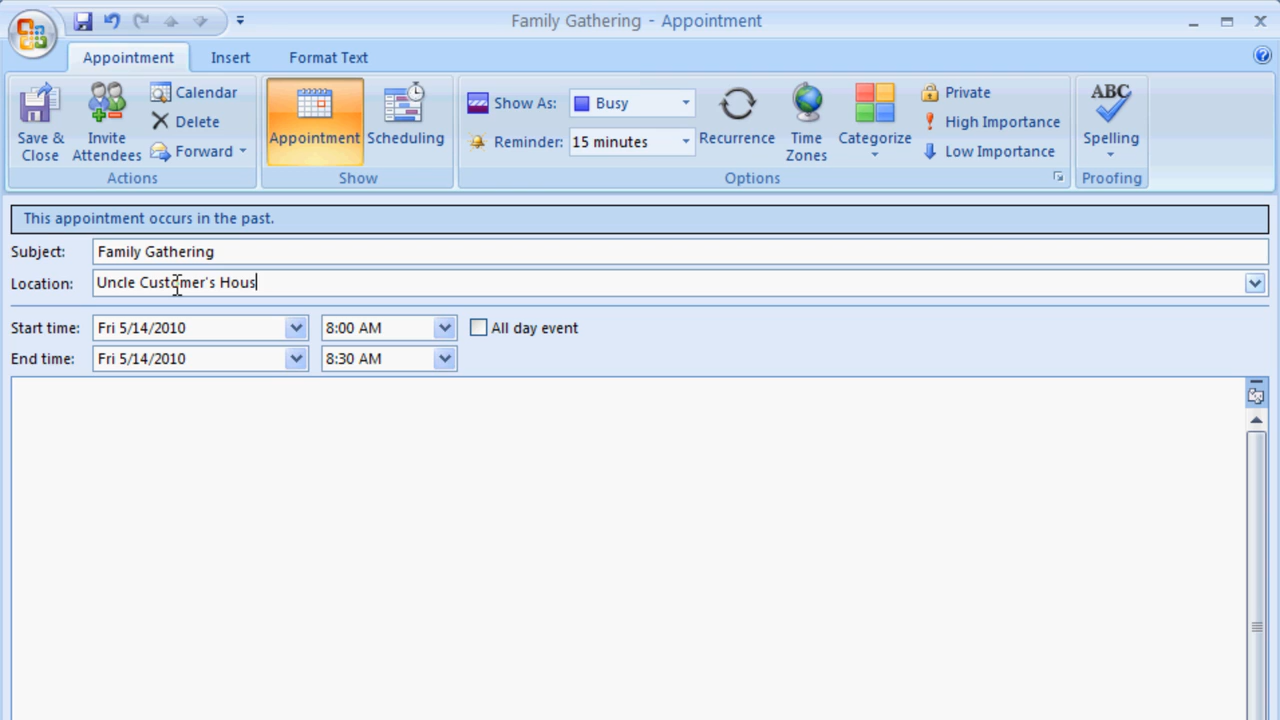 Family Gathering - Appointment
Appointment Insert Format Text
Save & Close
Invite Attendees
Calendar
Delete
Forward
Actions
Appointment
Scheduling
Show
Show As: Busy
Reminder: 15 minutes
Recurrence
Time Zones
Categorize
Private
High Importance
Low Importance
Options
ABC
Spelling
Proofing
This appointment occurs in the past.
Subject: Family Gathering
Location: Uncle Customer's Hous
Start time: Fri 5/14/2010 8:00 AM All day event
End time: Fri 5/14/2010 8:30 AM